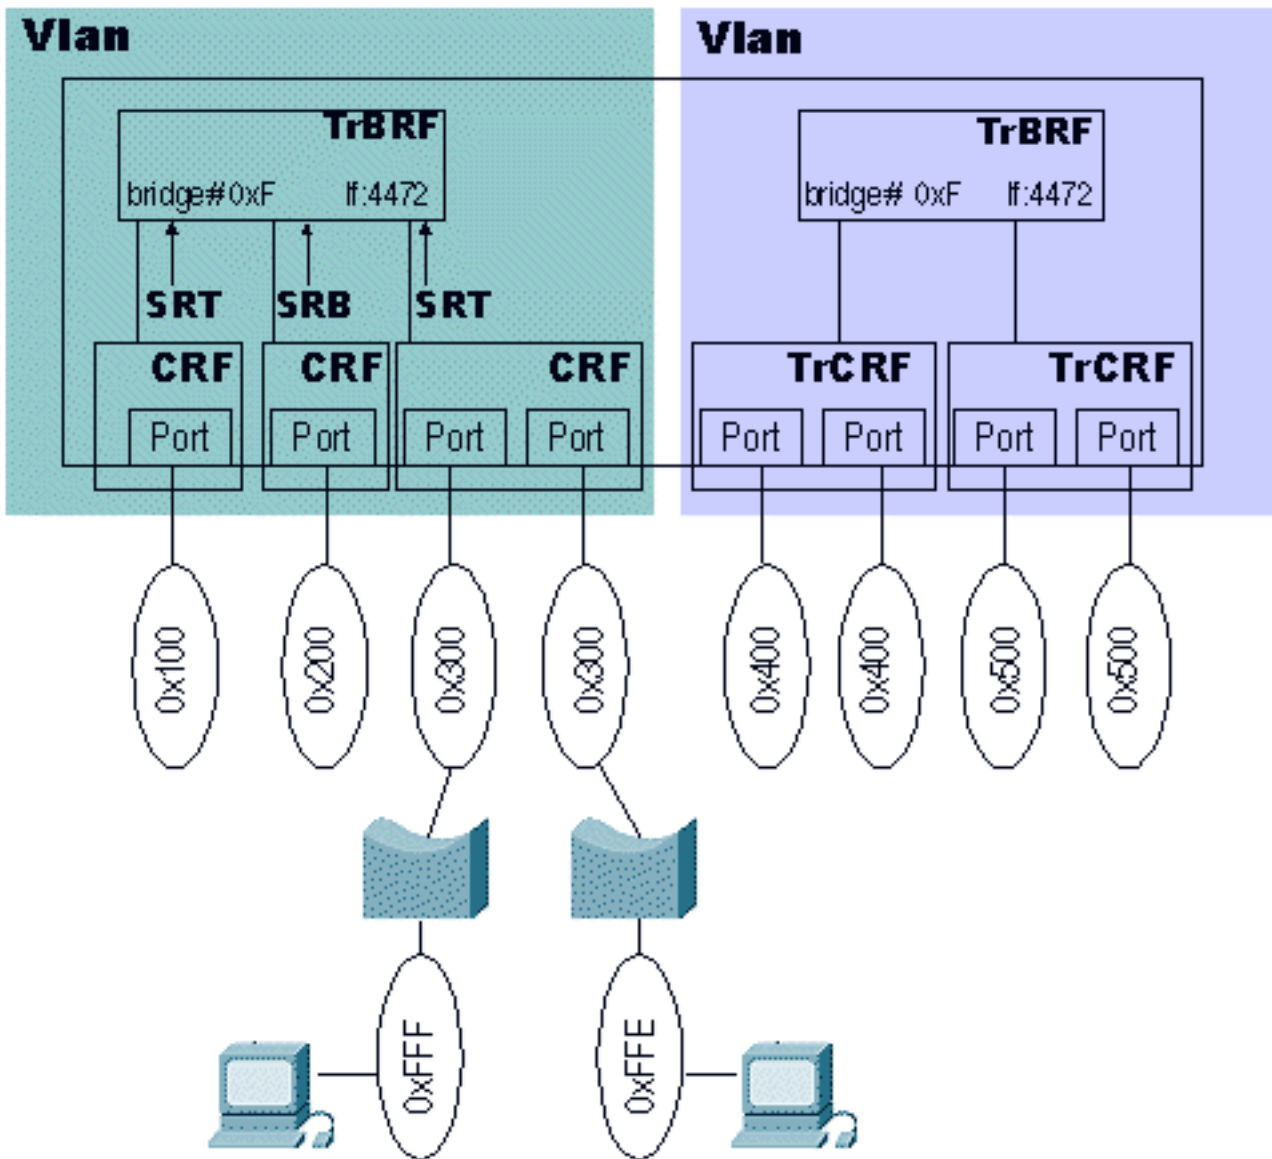 Vlan Vlan
TrBRF TrBRF
bridge# 0xF lf:4472 bridge# 0xF lf:4472
SRT SRB SRT
CRF CRF CRF TrCRF TrCRF
Port Port Port Port Port Port Port Port
0x100 0x200 0x300 0x300 0x400 0x400 0x500 0x500
0xFFF 0xFFE